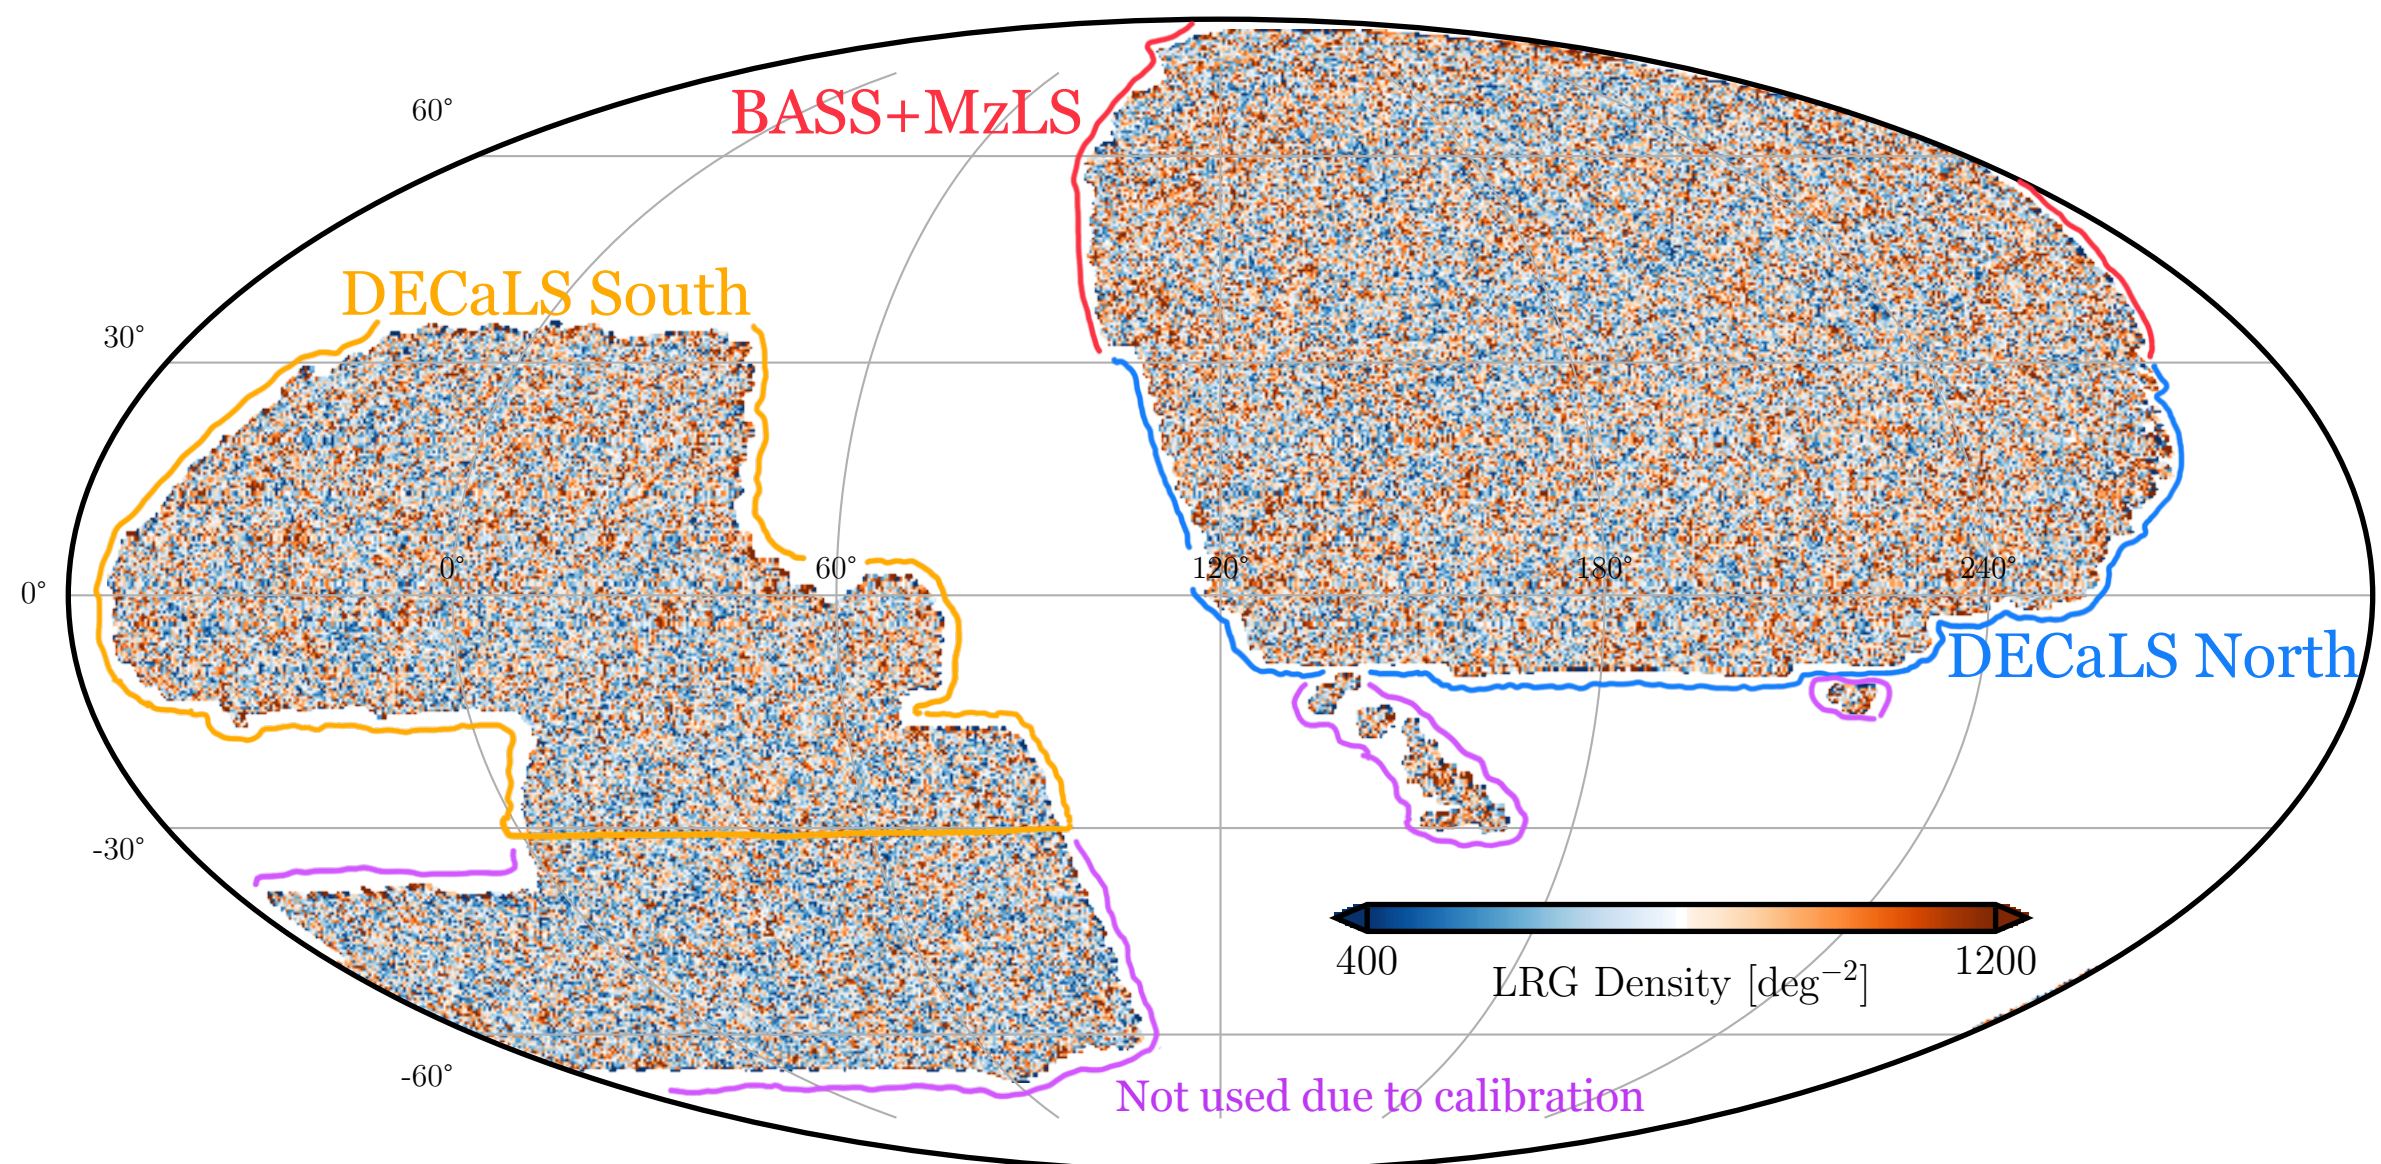 60°
BASS+MzLS
DECaLS South
30°
0° 0° 60° 120° 180° 240°
DECaLS North
-30°
400 1200
LRG Density [deg⁻²]
-60°
Not used due to calibration